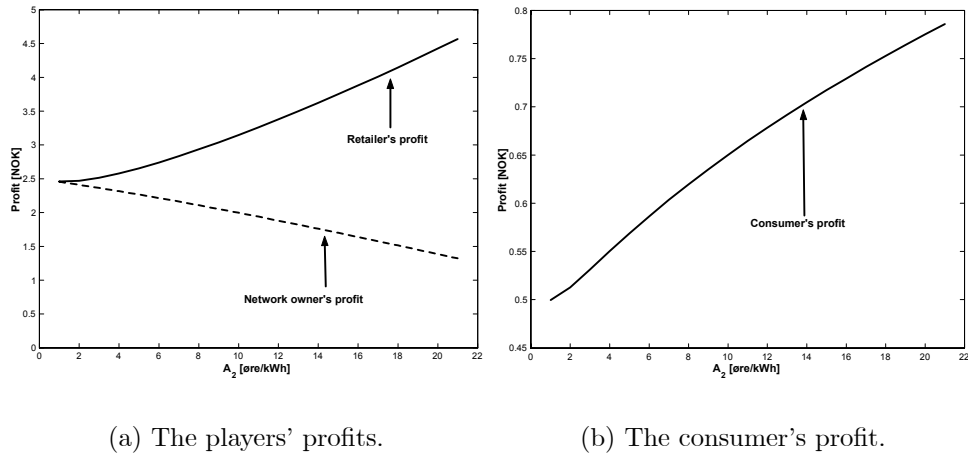 5
4.5
4
3.5
3
2.5
2
1.5
1
0.5
0
0 2 4 6 8 10 12 14 16 18 20 22
Profit [NOK]
A2 [øre/kWh]
Retailer's profit
Network owner's profit
0.8
0.75
0.7
0.65
0.6
0.55
0.5
0.45
0 2 4 6 8 10 12 14 16 18 20 22
Profit [NOK]
A2 [øre/kWh]
Consumer's profit
(a) The players’ profits.
(b) The consumer’s profit.